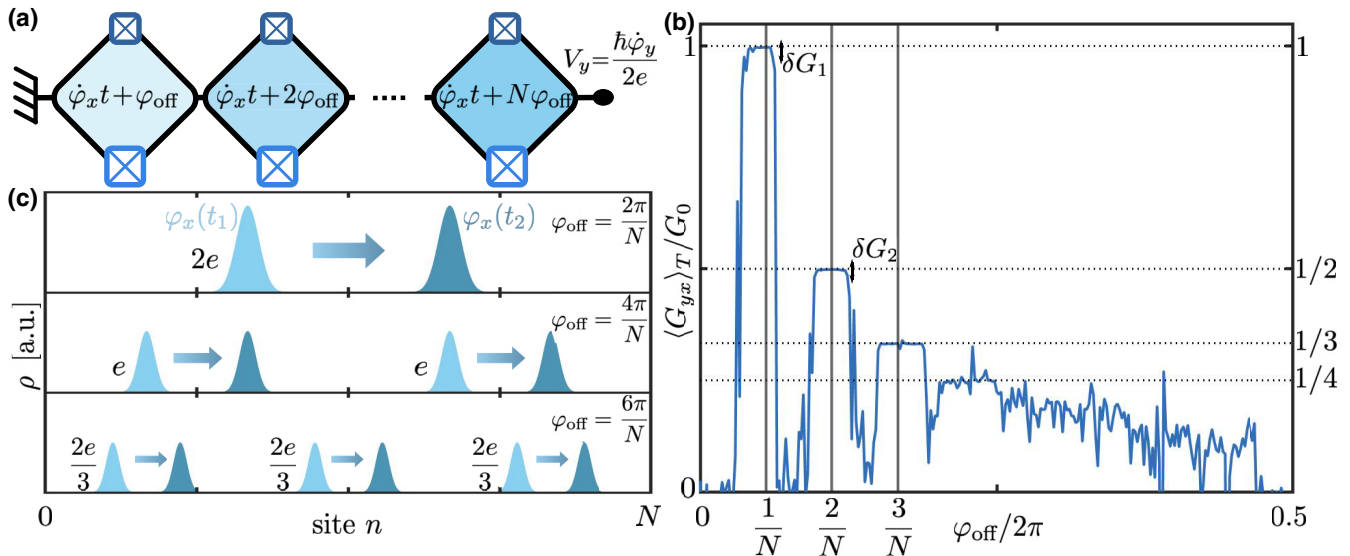 (a)
φ̇ₓt+φ_off
φ̇ₓt+2φ_off
φ̇ₓt+Nφ_off
V_y=ħφ̇_y/2e
(c)
φₓ(t₁)
φₓ(t₂)
φ_off = 2π/N
2e
φ_off = 4π/N
e
e
φ_off = 6π/N
2e/3
2e/3
2e/3
ρ [a.u.]
0
site n
N
(b)
1
1
δG₁
δG₂
1/2
1/3
1/4
⟨G_yx⟩_T/G₀
0
0
1/N
2/N
3/N
φ_off/2π
0.5